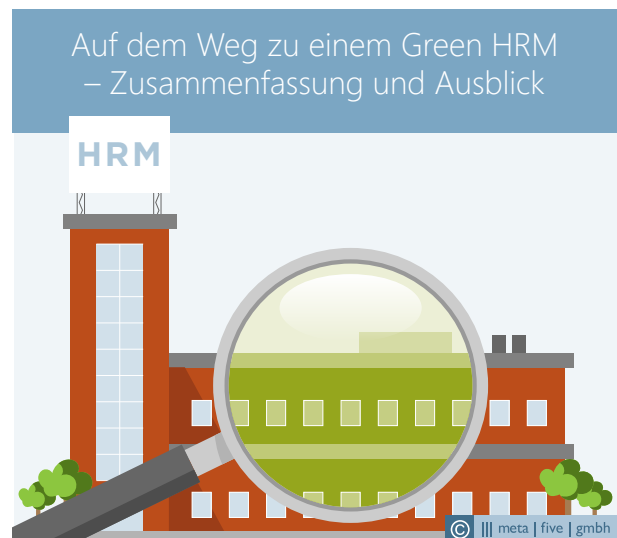 Auf dem Weg zu einem Green HRM
– Zusammenfassung und Ausblick
HRM
© ||| meta | five | gmbh